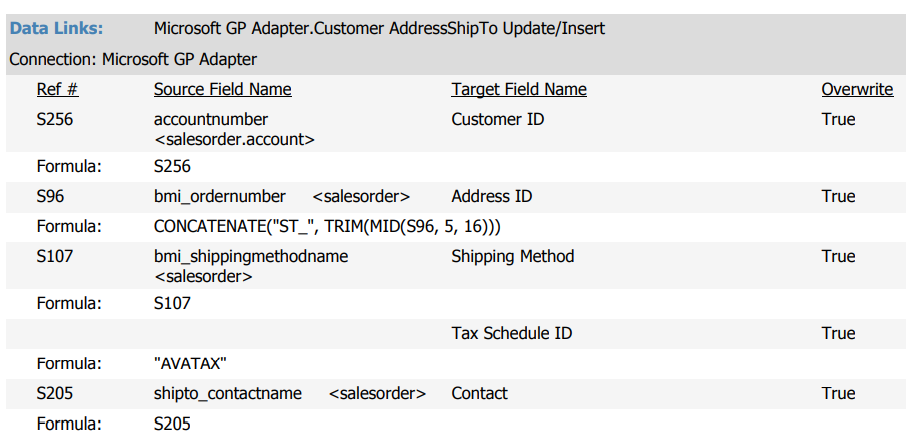 Data Links: Microsoft GP Adapter.Customer AddressShipTo Update/Insert
Connection: Microsoft GP Adapter
Ref # Source Field Name Target Field Name Overwrite
S256 accountnumber Customer ID True
<salesorder.account>
Formula: S256
S96 bmi_ordernumber <salesorder> Address ID True
Formula: CONCATENATE("ST_", TRIM(MID(S96, 5, 16)))
S107 bmi_shippingmethodname Shipping Method True
<salesorder>
Formula: S107
Tax Schedule ID True
Formula: "AVATAX"
S205 shipto_contactname <salesorder> Contact True
Formula: S205